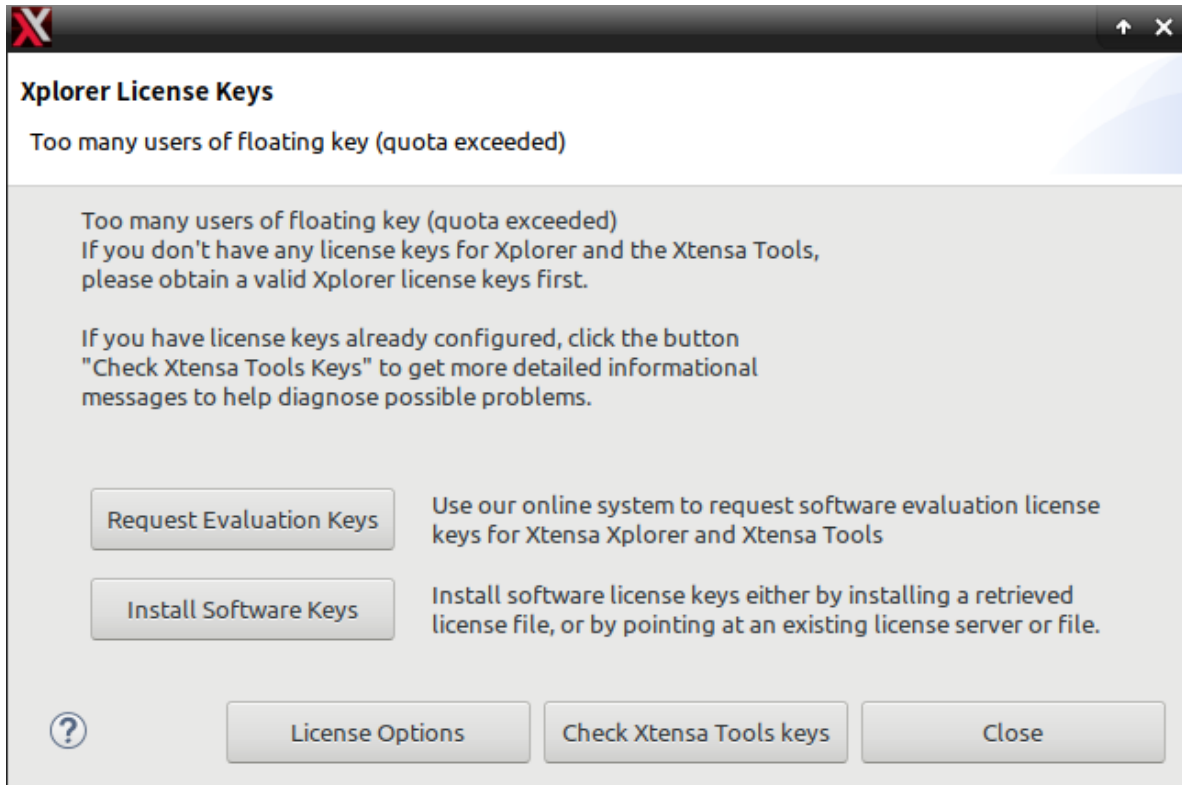 Xplorer License Keys
Too many users of floating key (quota exceeded)
Too many users of floating key (quota exceeded)
If you don't have any license keys for Xplorer and the Xtensa Tools,
please obtain a valid Xplorer license keys first.
If you have license keys already configured, click the button
"Check Xtensa Tools Keys" to get more detailed informational
messages to help diagnose possible problems.
Request Evaluation Keys
Use our online system to request software evaluation license
keys for Xtensa Xplorer and Xtensa Tools
Install Software Keys
Install software license keys either by installing a retrieved
license file, or by pointing at an existing license server or file.
?
License Options
Check Xtensa Tools keys
Close